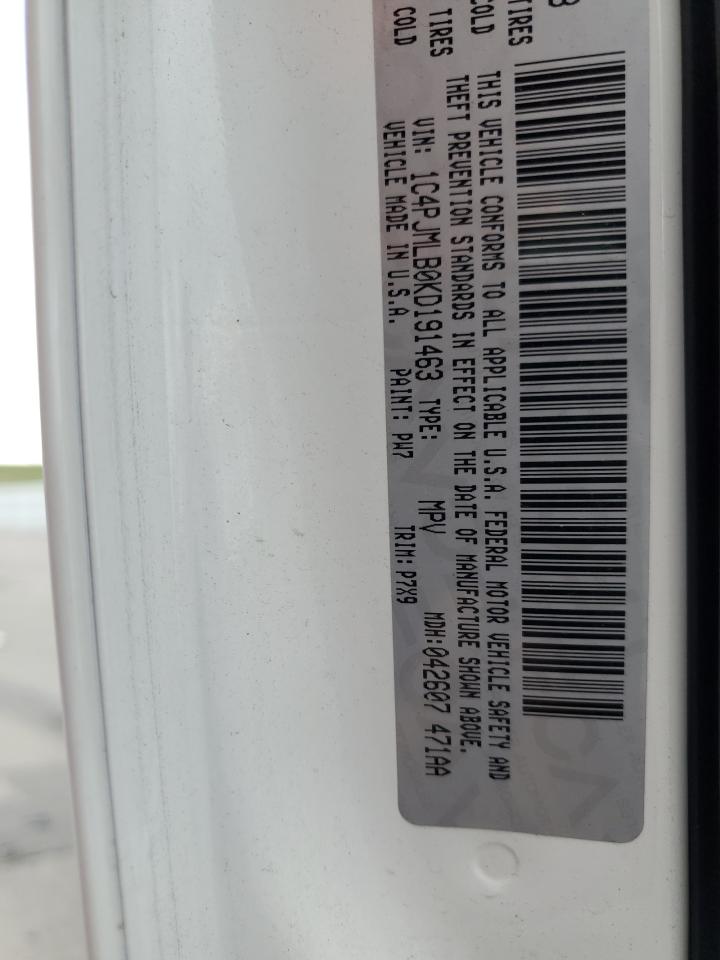 8
TIRES COLD
THIS VEHICLE CONFORMS TO ALL APPLICABLE U.S.A. FEDERAL MOTOR VEHICLE SAFETY AND
THEFT PREVENTION STANDARDS IN EFFECT ON THE DATE OF MANUFACTURE SHOWN ABOVE.
TIRES COLD
VIN: 1C4PJMLB0KD191463 TYPE: MPV MDH:042607 471AA
VEHICLE MADE IN U.S.A. PAINT: PW7 TRIM: P7X9